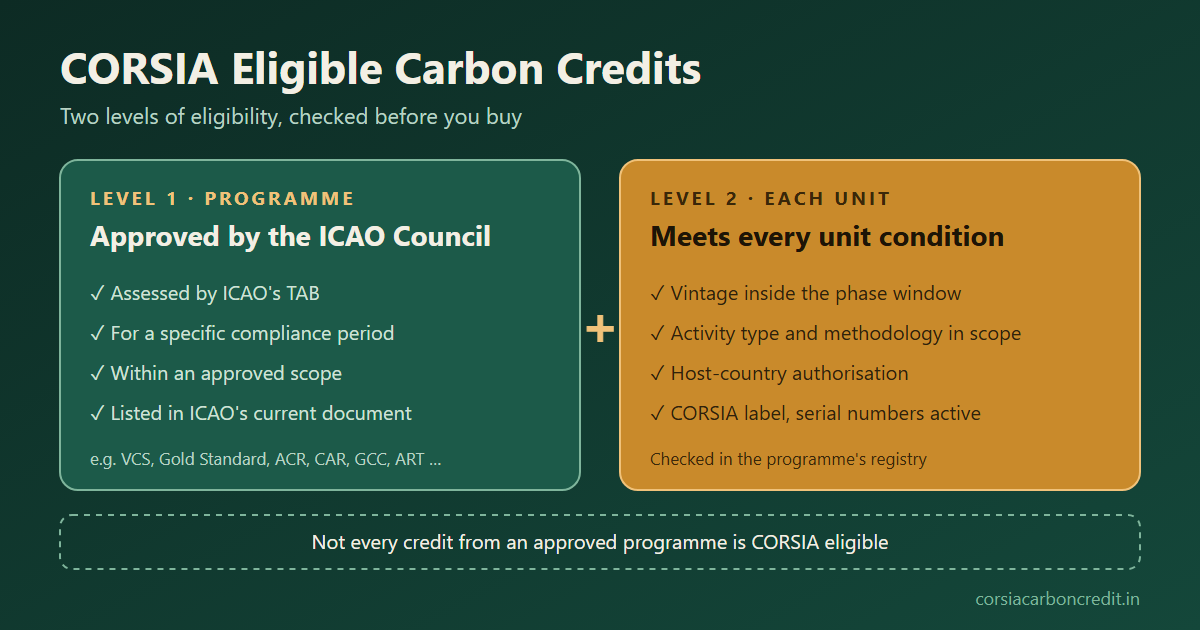 CORSIA Eligible Carbon Credits
Two levels of eligibility, checked before you buy
LEVEL 1 · PROGRAMME
Approved by the ICAO Council
✓ Assessed by ICAO's TAB
✓ For a specific compliance period
✓ Within an approved scope
✓ Listed in ICAO's current document
e.g. VCS, Gold Standard, ACR, CAR, GCC, ART ...
+
LEVEL 2 · EACH UNIT
Meets every unit condition
✓ Vintage inside the phase window
✓ Activity type and methodology in scope
✓ Host-country authorisation
✓ CORSIA label, serial numbers active
Checked in the programme's registry
Not every credit from an approved programme is CORSIA eligible
corsiacarboncredit.in